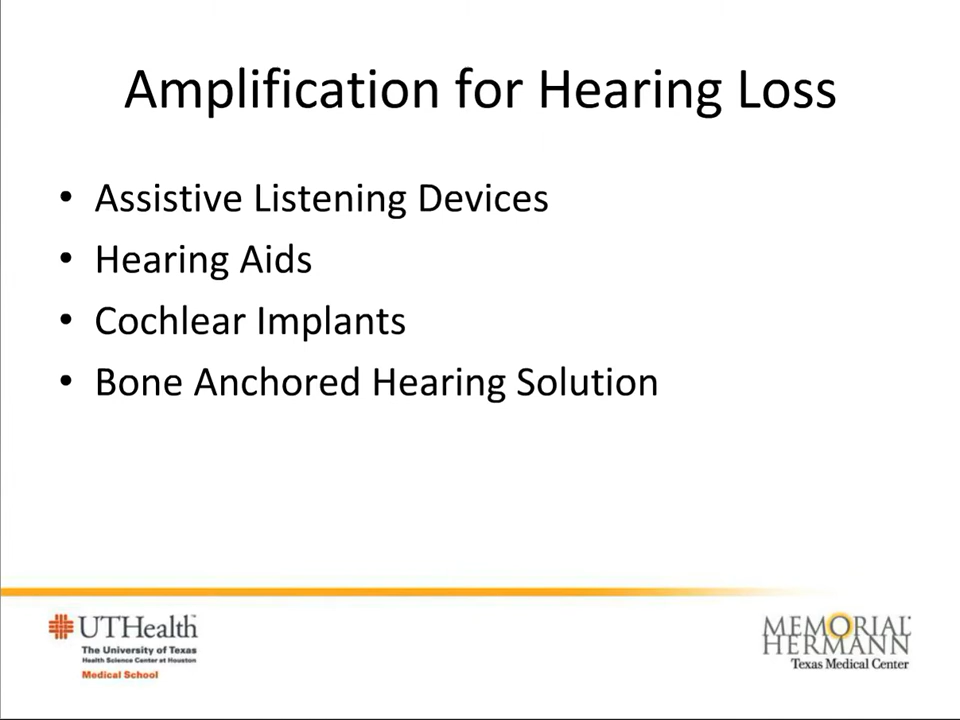 Amplification for Hearing Loss
• Assistive Listening Devices
• Hearing Aids
• Cochlear Implants
• Bone Anchored Hearing Solution
UTHealth™
The University of Texas
Health Science Center at Houston
Medical School
MEMORIAL®
HERMANN
Texas Medical Center